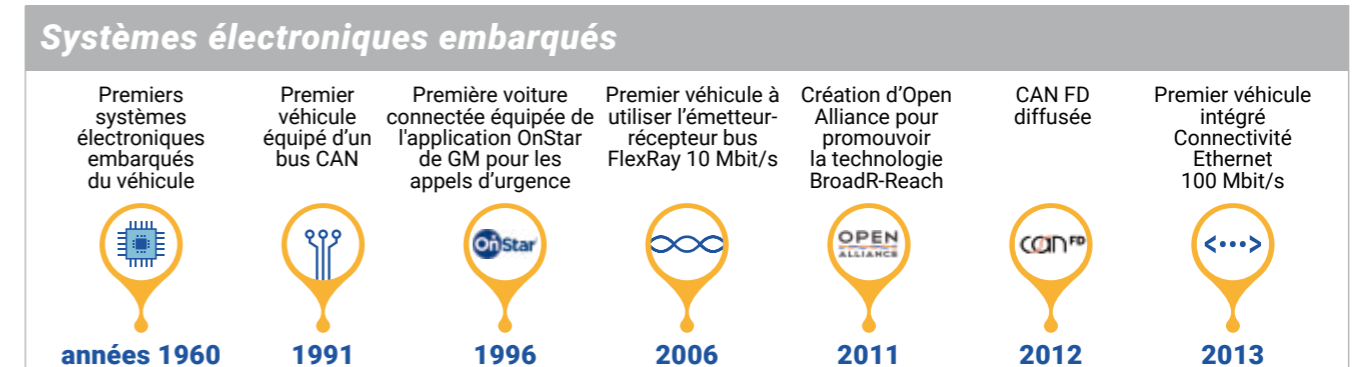 Systèmes électroniques embarqués
Premiers
systèmes
électroniques
embarqués
du véhicule
Premier
véhicule
équipé d’un
bus CAN
Première voiture
connectée équipée de
l'application OnStar
de GM pour les
appels d’urgence
Premier véhicule à
utiliser l’émetteur-
récepteur bus
FlexRay 10 Mbit/s
Création d’Open
Alliance pour
promouvoir
la technologie
BroadR-Reach
CAN FD
diffusée
Premier véhicule
intégré
Connectivité
Ethernet
100 Mbit/s
OnStar
OPEN
ALLIANCE
CAN FD
années 1960
1991
1996
2006
2011
2012
2013